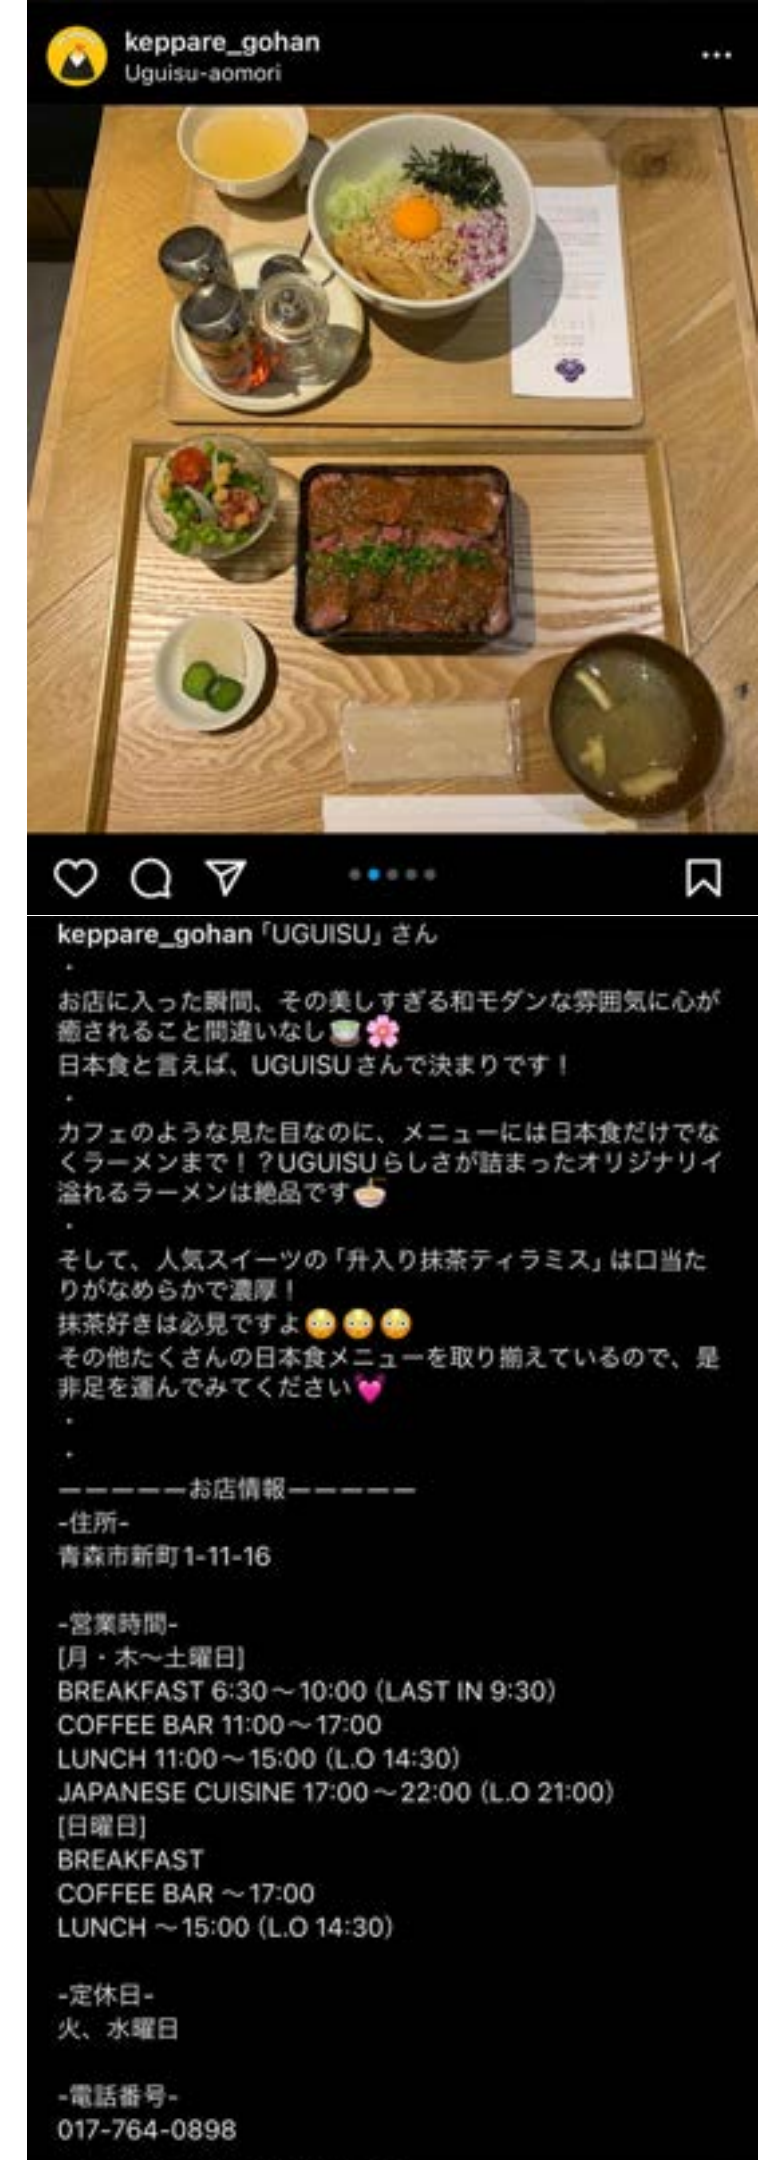 keppare_gohan
Uguisu-aomori
keppare_gohan「UGUISU」さん
・
お店に入った瞬間、その美しすぎる和モダンな雰囲気に心が
癒されること間違いなし🍵🌸
日本食と言えば、UGUISUさんで決まりです！
・
カフェのような見た目なのに、メニューには日本食だけでな
くラーメンまで！？UGUISUらしさが詰まったオリジナリイ
溢れるラーメンは絶品です🍜
・
そして、人気スイーツの「升入り抹茶ティラミス」は口当た
りがなめらかで濃厚！
抹茶好きは必見ですよ😳😳😳
その他たくさんの日本食メニューを取り揃えているので、是
非足を運んでみてください💓
・
・
—————お店情報—————
-住所-
青森市新町1-11-16
-営業時間-
[月・木〜土曜日]
BREAKFAST 6:30〜10:00（LAST IN 9:30）
COFFEE BAR 11:00〜17:00
LUNCH 11:00〜15:00（L.O 14:30）
JAPANESE CUISINE 17:00〜22:00（L.O 21:00）
[日曜日]
BREAKFAST
COFFEE BAR 〜17:00
LUNCH 〜15:00（L.O 14:30）
-定休日-
火、水曜日
-電話番号-
017-764-0898